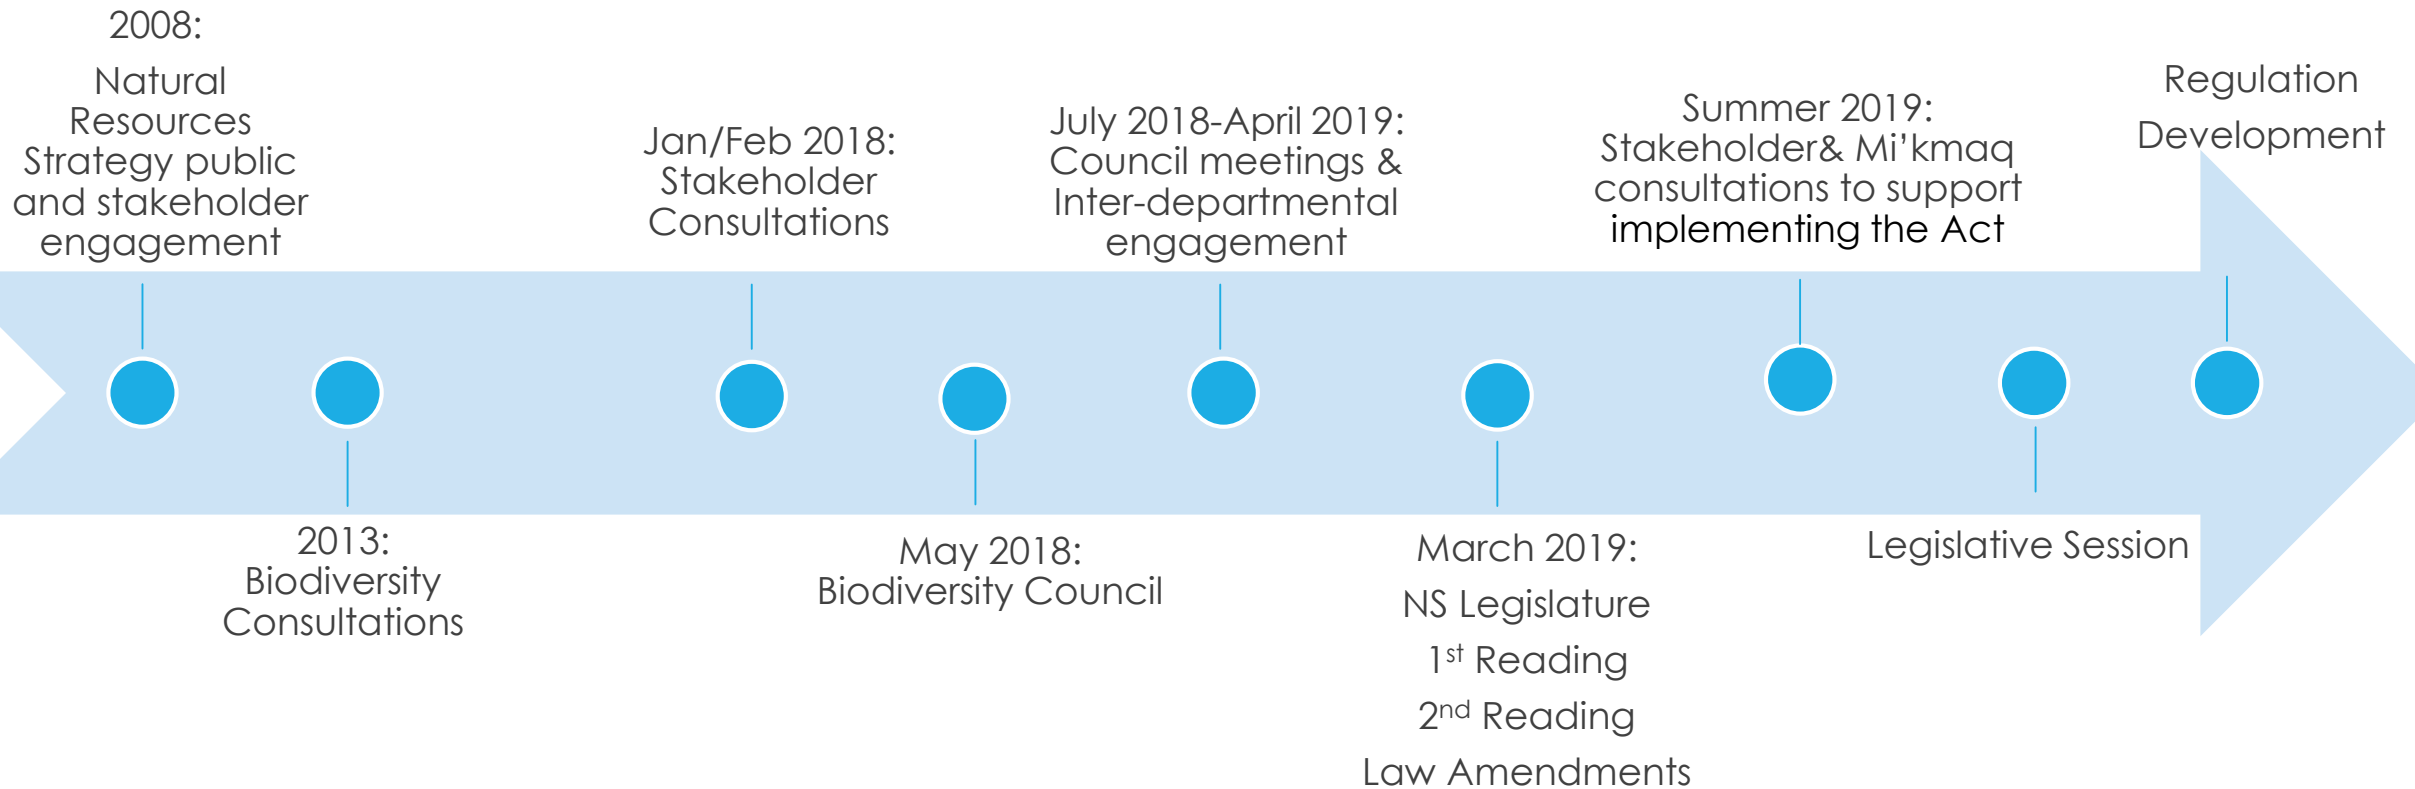 2008:
Natural
Resources
Strategy public
and stakeholder
engagement
2013:
Biodiversity
Consultations
Jan/Feb 2018:
Stakeholder
Consultations
May 2018:
Biodiversity Council
July 2018-April 2019:
Council meetings &
Inter-departmental
engagement
March 2019:
NS Legislature
1st Reading
2nd Reading
Law Amendments
Summer 2019:
Stakeholder& Mi’kmaq
consultations to support
implementing the Act
Legislative Session
Regulation
Development